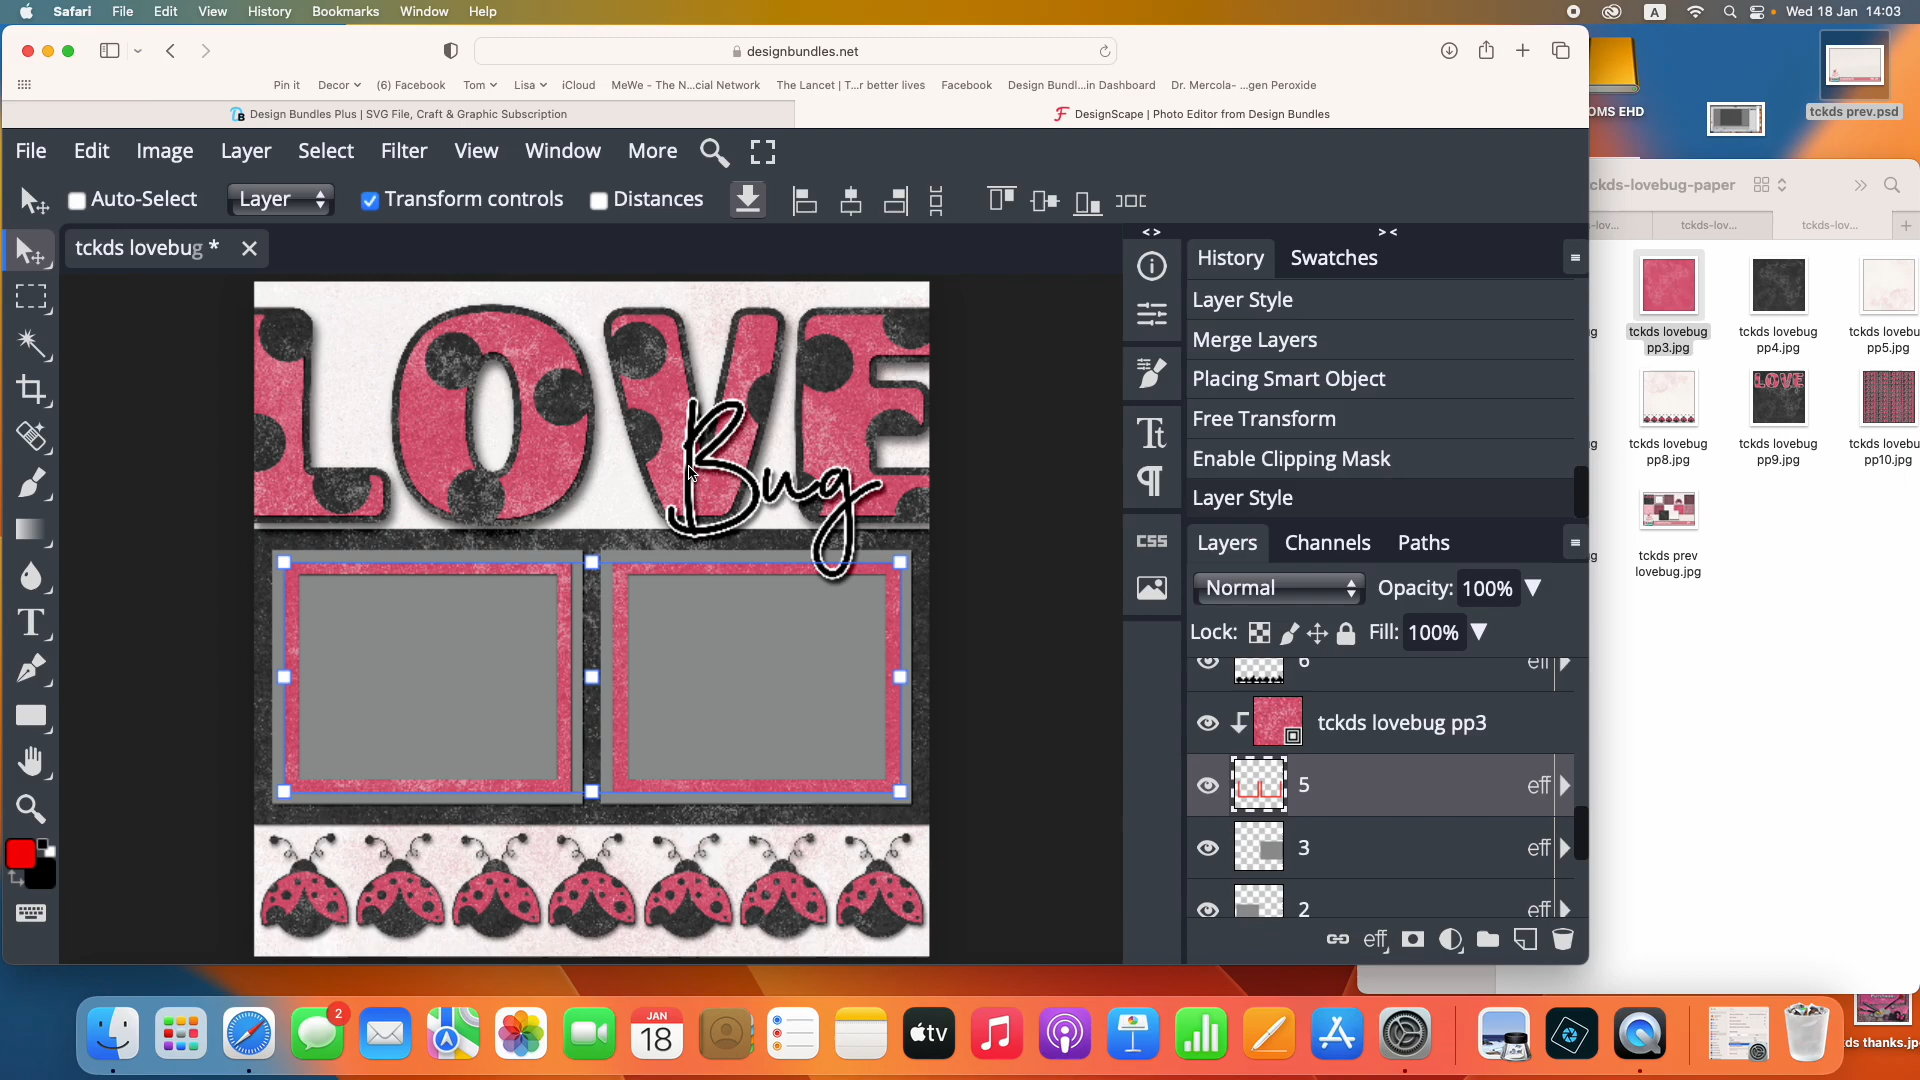 Safari File Edit View History Bookmarks Window Help
A Wed 18 Jan 14:03
designbundles.net
Pin it Decor (6) Facebook Tom Lisa iCloud MeWe - The N...cial Network The Lancet | T...r better lives Facebook Design Bundl...in Dashboard Dr. Mercola- ...gen Peroxide
Design Bundles Plus | SVG File, Craft & Graphic Subscription
DesignScape | Photo Editor from Design Bundles
OMS EHD
tckds prev.psd
File Edit Image Layer Select Filter View Window More
Auto-Select Layer Transform controls Distances
tckds lovebug *
ckds-lovebug-paper
-lov... tckds-lov... tckds-lov...
LOVE
Bug
History Swatches
Layer Style
Merge Layers
Placing Smart Object
Free Transform
Enable Clipping Mask
Layer Style
Layers Channels Paths
Normal Opacity: 100%
Lock: Fill: 100%
6 eff
tckds lovebug pp3
5 eff
3 eff
2 eff
CSS
eff
tckds lovebug
pp3.jpg
tckds lovebug
pp4.jpg
tckds lovebu
pp5.jpg
tckds lovebug
pp8.jpg
LOVE
tckds lovebug
pp9.jpg
tckds lovebu
pp10.jpg
tckds prev
lovebug.jpg
2
JAN
18
tv
ds thanks.jp